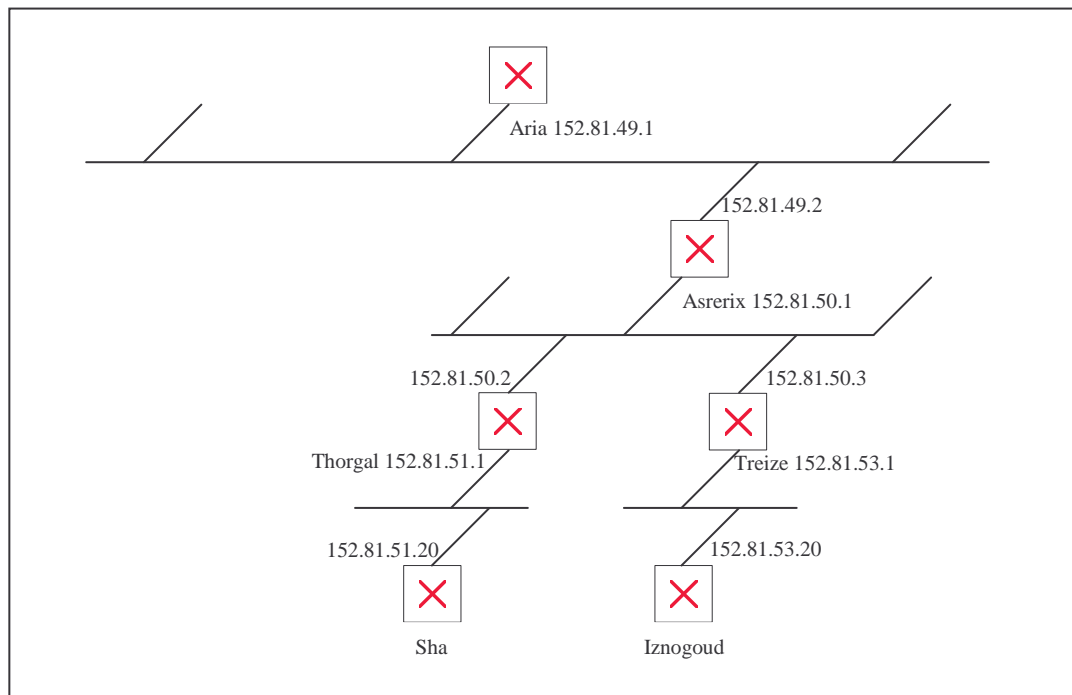 Aria 152.81.49.1
152.81.49.2
Asrerix 152.81.50.1
152.81.50.2
152.81.50.3
Thorgal 152.81.51.1
Treize 152.81.53.1
152.81.51.20
152.81.53.20
Sha
Iznogoud